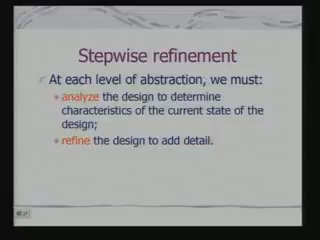 Stepwise refinement
At each level of abstraction, we must:
analyze the design to determine
characteristics of the current state of the
design;
refine the design to add detail.